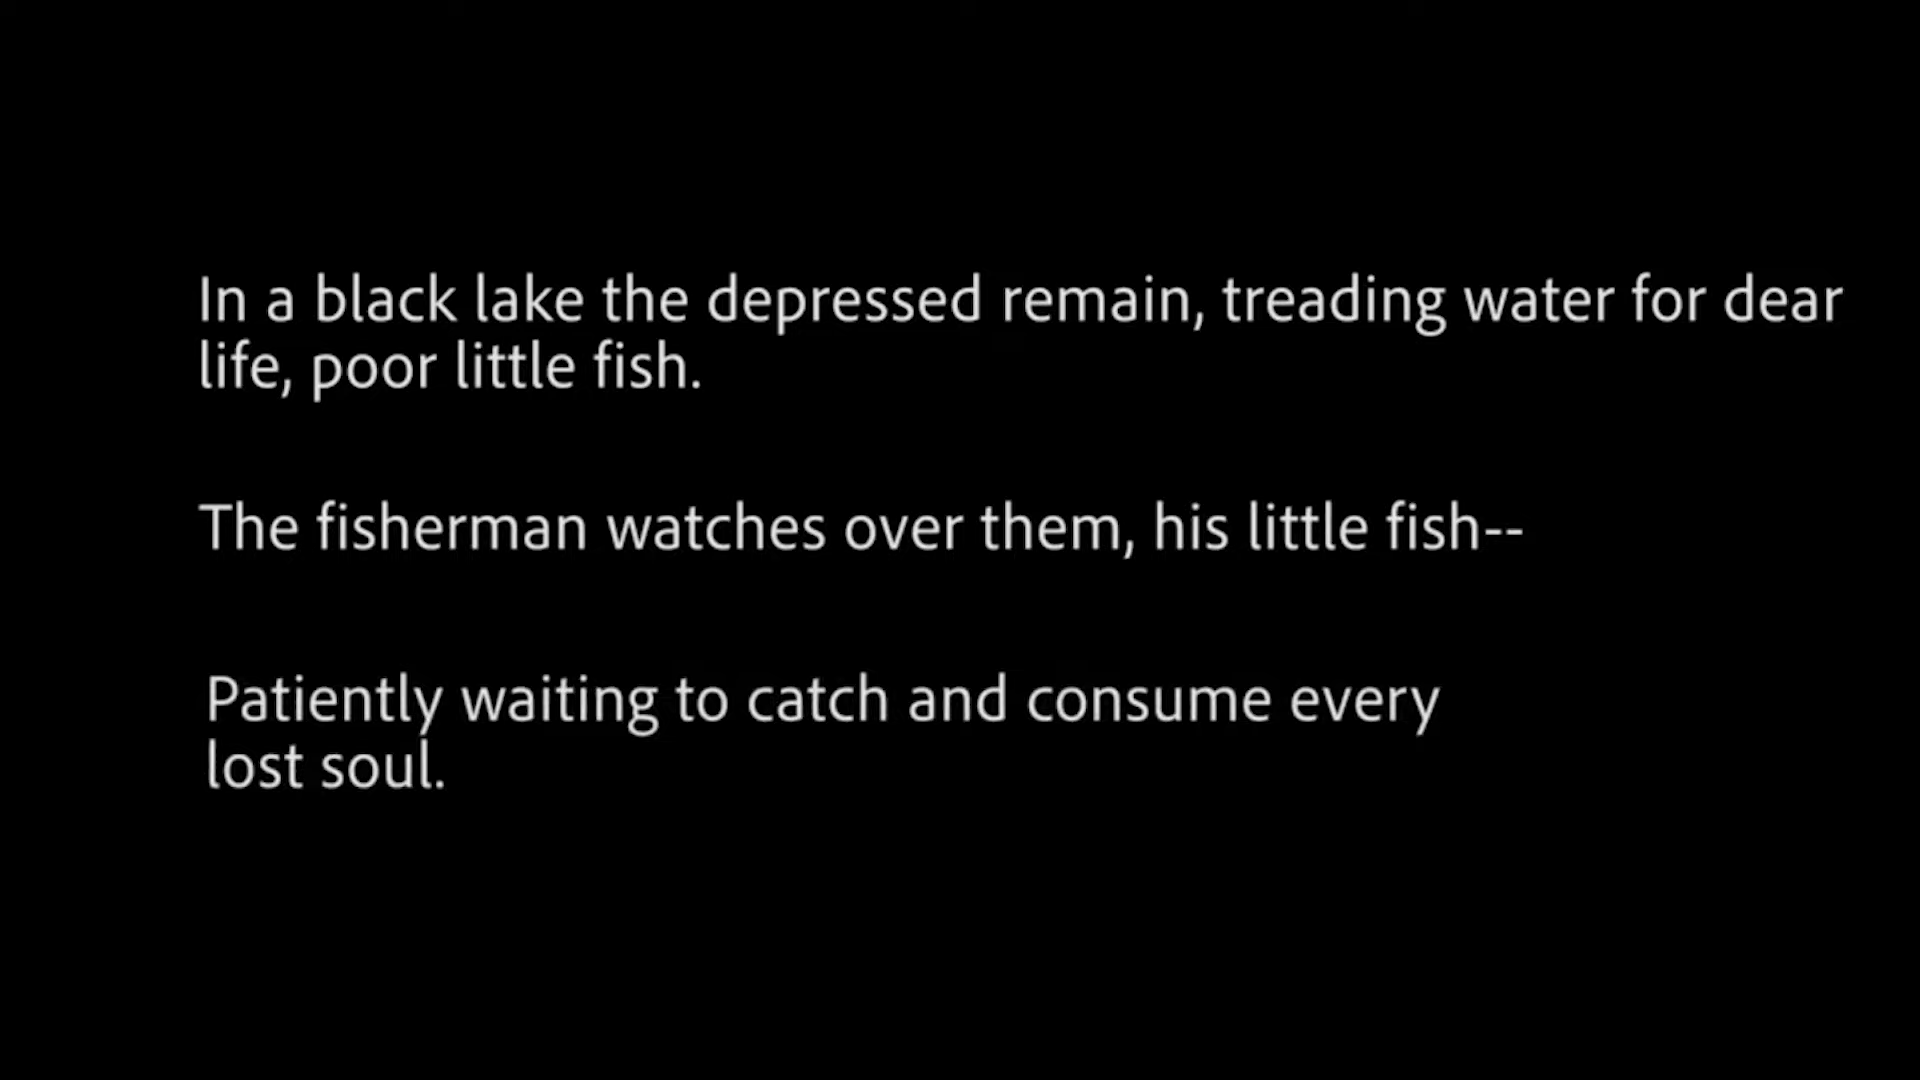 In a black lake the depressed remain, treading water for dear
life, poor little fish.
The fisherman watches over them, his little fish--
Patiently waiting to catch and consume every
lost soul.